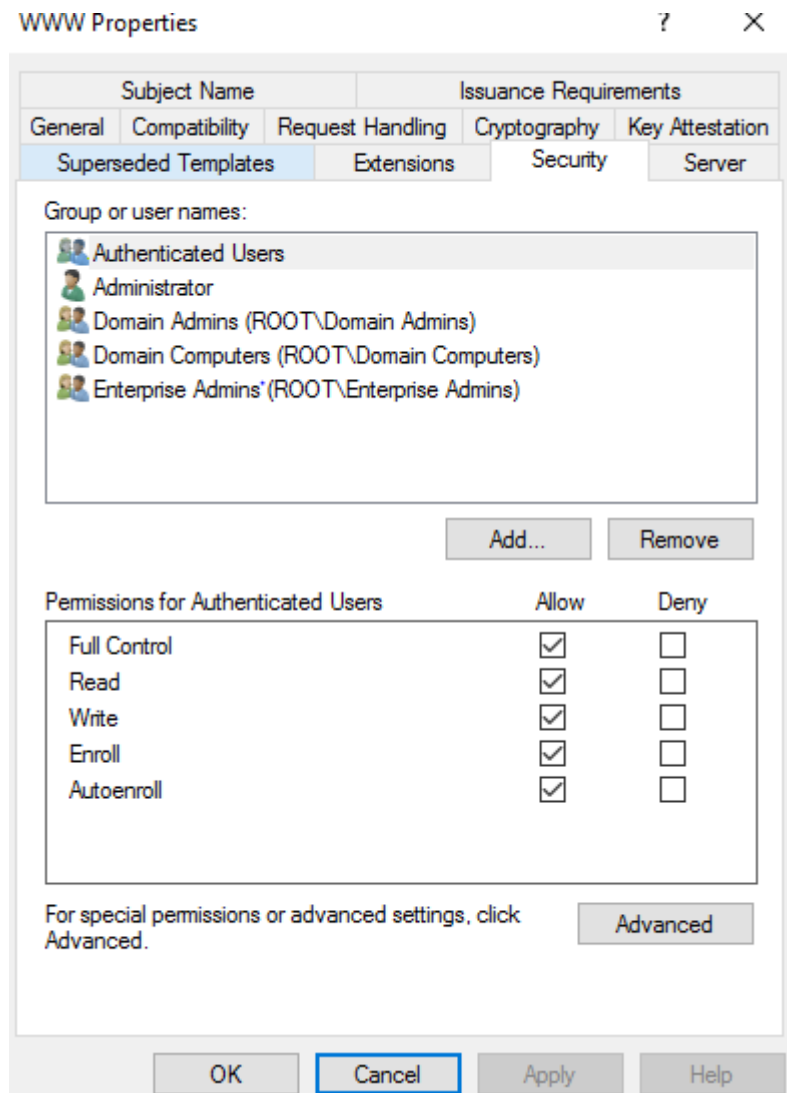 WWW Properties ? X
Subject Name Issuance Requirements
General Compatibility Request Handling Cryptography Key Attestation
Superseded Templates Extensions Security Server
Group or user names:
Authenticated Users
Administrator
Domain Admins (ROOT\Domain Admins)
Domain Computers (ROOT\Domain Computers)
Enterprise Admins (ROOT\Enterprise Admins)
Add... Remove
Permissions for Authenticated Users Allow Deny
Full Control
Read
Write
Enroll
Autoenroll
For special permissions or advanced settings, click
Advanced.
Advanced
OK Cancel Apply Help